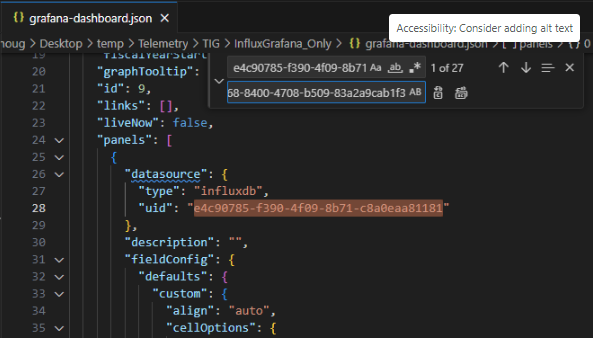 grafana-dashboard.json ×
Accessibility: Consider adding alt text
noug > Desktop > temp > Telemetry > TIG > InfluxGrafana_Only > grafana-dashboard.json > [ ] panels > { } 0
e4c90785-f390-4f09-8b71 Aa ab .* 1 of 27
68-8400-4708-b509-83a2a9cab1f3 AB
20 "graphTooltip":
21 "id": 9,
22 "links": [],
23 "liveNow": false,
24 "panels": [
25 {
26 "datasource": {
27 "type": "influxdb",
28 "uid": "e4c90785-f390-4f09-8b71-c8a0eaa81181"
29 },
30 "description": "",
31 "fieldConfig": {
32 "defaults": {
33 "custom": {
34 "align": "auto",
35 "cellOptions": {